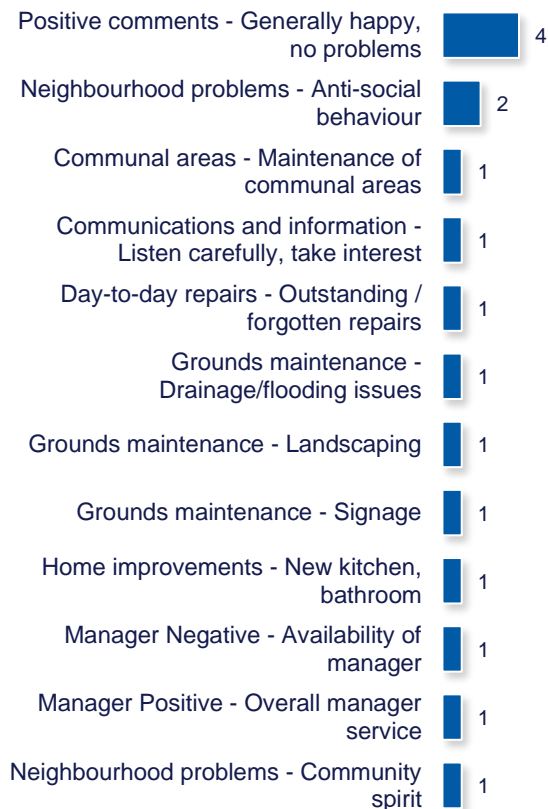 Positive comments - Generally happy,
no problems
4
Neighbourhood problems - Anti-social
behaviour
2
Communal areas - Maintenance of
communal areas
1
Communications and information -
Listen carefully, take interest
1
Day-to-day repairs - Outstanding /
forgotten repairs
1
Grounds maintenance -
Drainage/flooding issues
1
Grounds maintenance - Landscaping
1
Grounds maintenance - Signage
1
Home improvements - New kitchen,
bathroom
1
Manager Negative - Availability of
manager
1
Manager Positive - Overall manager
service
1
Neighbourhood problems - Community
spirit
1